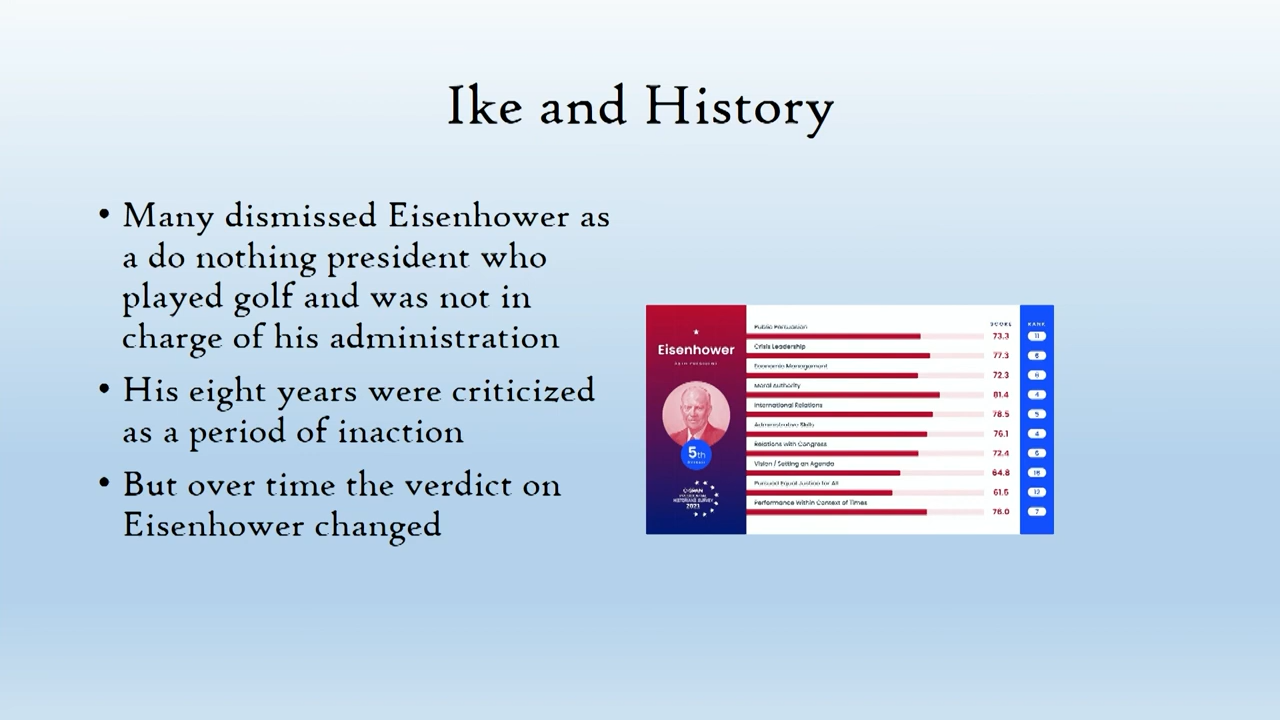 Ike and History
• Many dismissed Eisenhower as
a do nothing president who
played golf and was not in
charge of his administration
• His eight years were criticized
as a period of inaction
• But over time the verdict on
Eisenhower changed
Eisenhower
5th
2021
SCORE RANK
Public Persuasion 73.3 11
Crisis Leadership 77.3 6
Economic Management 72.3 6
Moral Authority 81.4 4
International Relations 78.5 5
Administrative Skills 76.1 4
Relations with Congress 72.4 6
Vision / Setting an Agenda 64.8
Pursued Equal Justice for All 61.5 12
Performance Within Context of Times 76.0 7